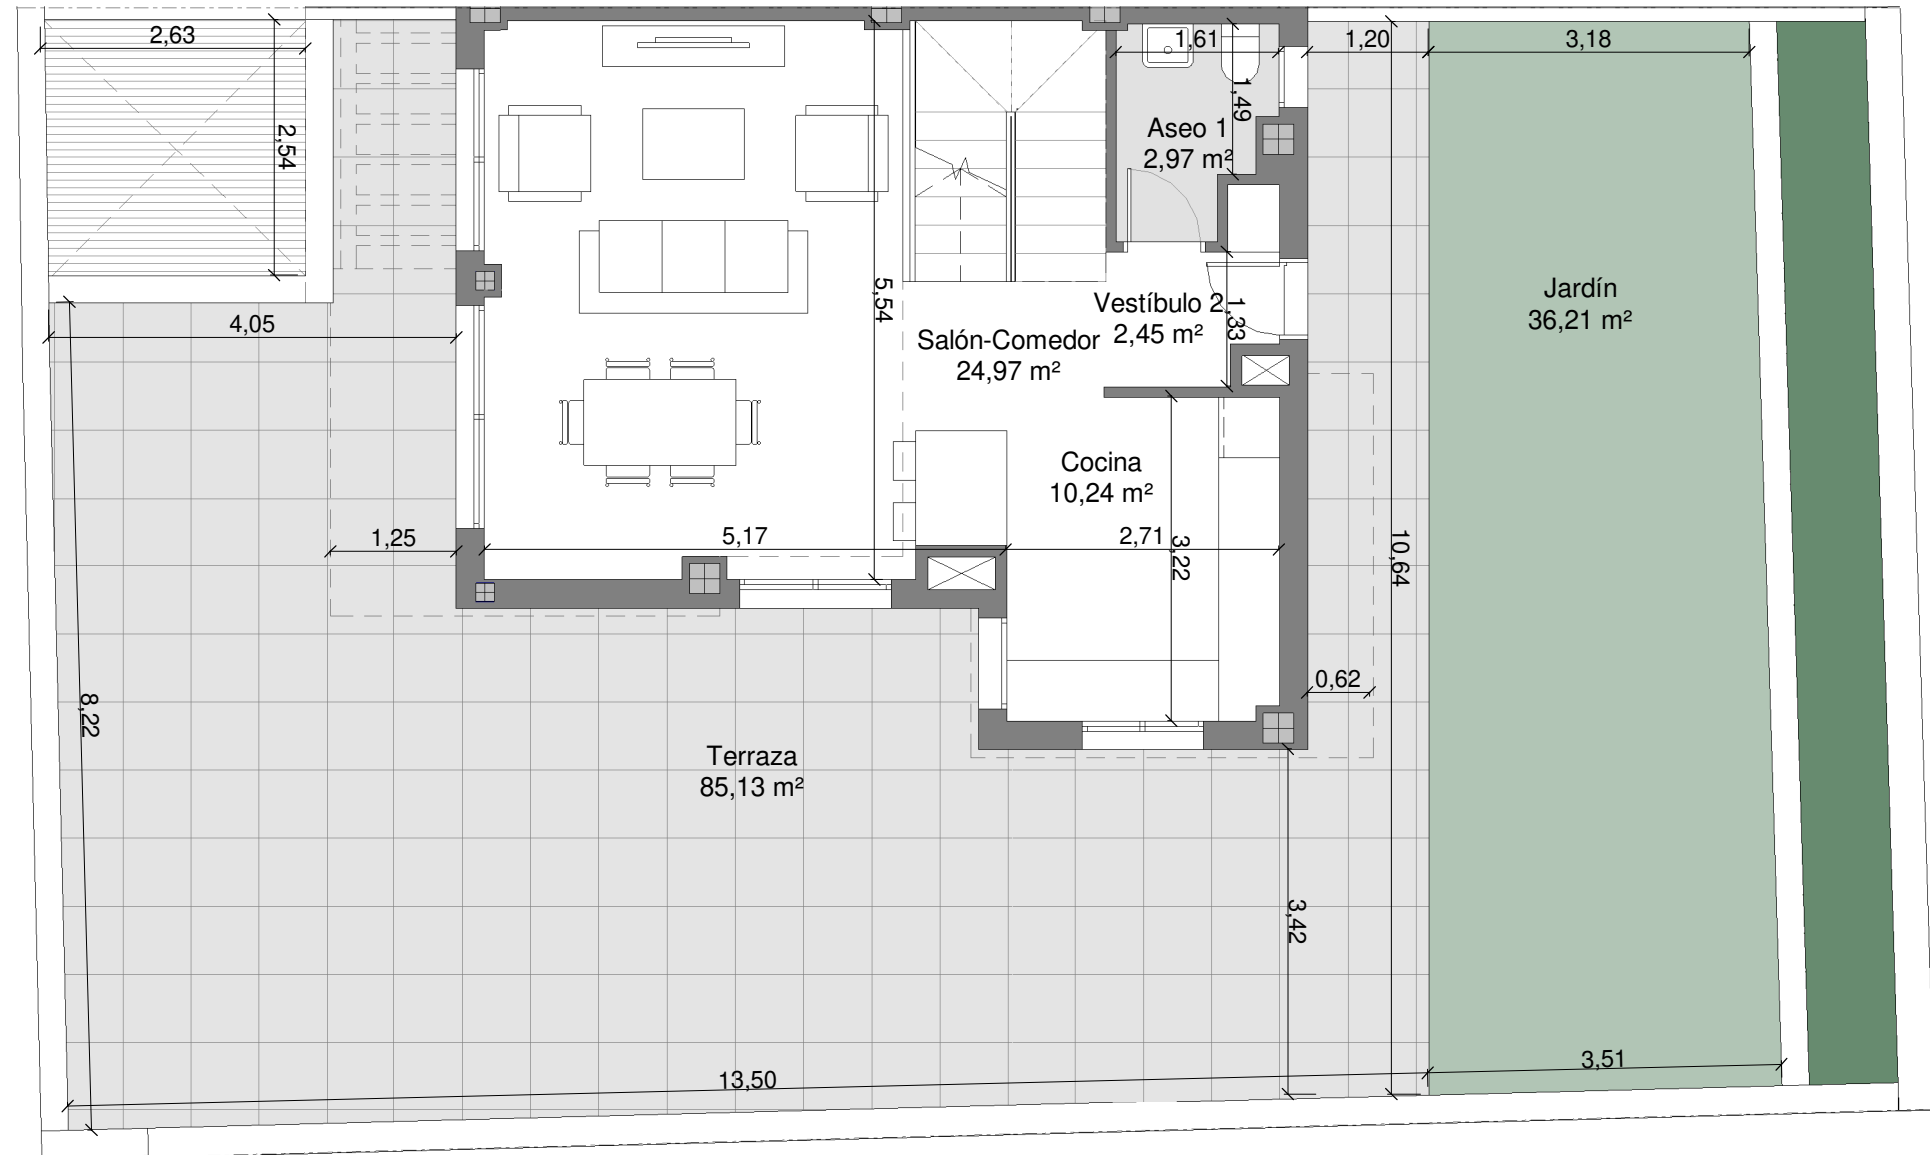 2,63
1,61
1,20
3,18
1,49
2,54
Aseo 1
2,97 m²
Jardín
36,21 m²
5,54
Vestíbulo 2
2,45 m²
1,33
4,05
Salón-Comedor
24,97 m²
Cocina
10,24 m²
1,25
5,17
2,71
3,22
10,64
0,62
8,22
Terraza
85,13 m²
3,42
13,50
3,51